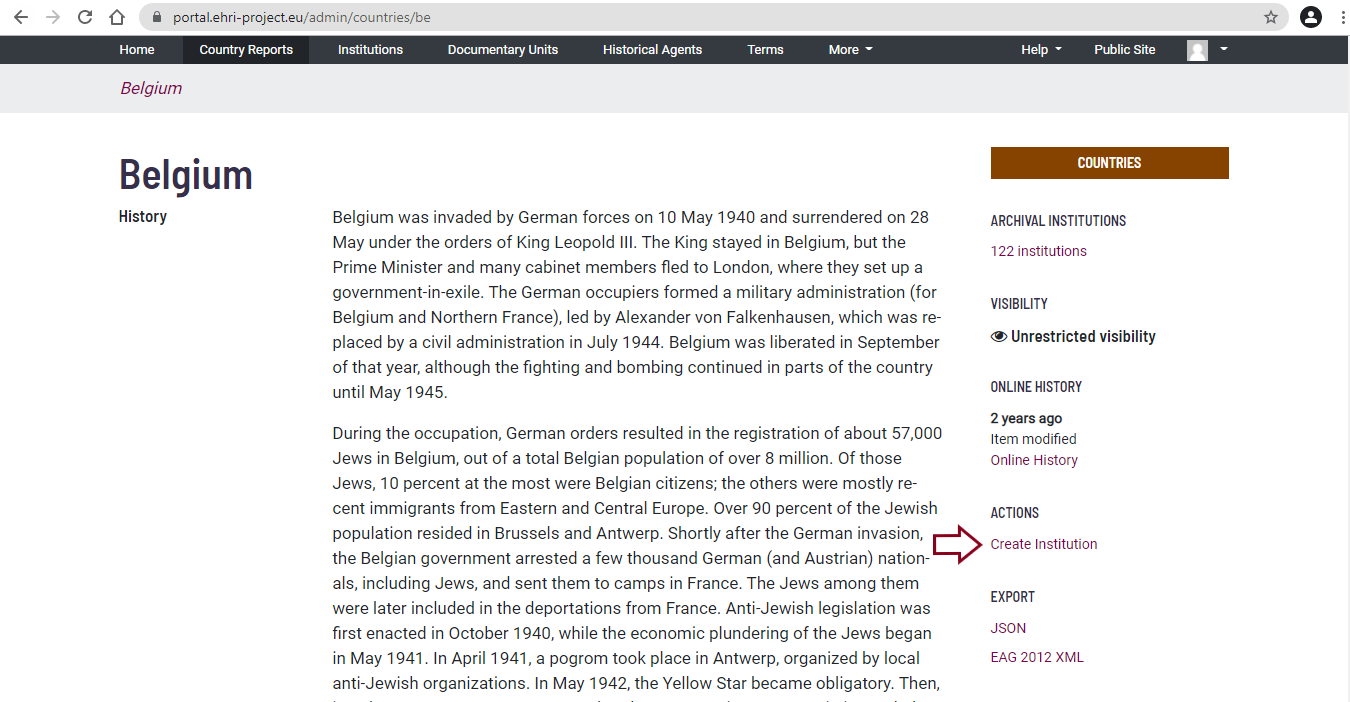 portal.ehri-project.eu/admin/countries/be
Home Country Reports Institutions Documentary Units Historical Agents Terms More Help Public Site
Belgium
Belgium
History
Belgium was invaded by German forces on 10 May 1940 and surrendered on 28
May under the orders of King Leopold III. The King stayed in Belgium, but the
Prime Minister and many cabinet members fled to London, where they set up a
government-in-exile. The German occupiers formed a military administration (for
Belgium and Northern France), led by Alexander von Falkenhausen, which was re-
placed by a civil administration in July 1944. Belgium was liberated in September
of that year, although the fighting and bombing continued in parts of the country
until May 1945.
During the occupation, German orders resulted in the registration of about 57,000
Jews in Belgium, out of a total Belgian population of over 8 million. Of those
Jews, 10 percent at the most were Belgian citizens; the others were mostly re-
cent immigrants from Eastern and Central Europe. Over 90 percent of the Jewish
population resided in Brussels and Antwerp. Shortly after the German invasion,
the Belgian government arrested a few thousand German (and Austrian) nation-
als, including Jews, and sent them to camps in France. The Jews among them
were later included in the deportations from France. Anti-Jewish legislation was
first enacted in October 1940, while the economic plundering of the Jews began
in May 1941. In April 1941, a pogrom took place in Antwerp, organized by local
anti-Jewish organizations. In May 1942, the Yellow Star became obligatory. Then,
COUNTRIES
ARCHIVAL INSTITUTIONS
122 institutions
VISIBILITY
Unrestricted visibility
ONLINE HISTORY
2 years ago
Item modified
Online History
ACTIONS
Create Institution
EXPORT
JSON
EAG 2012 XML